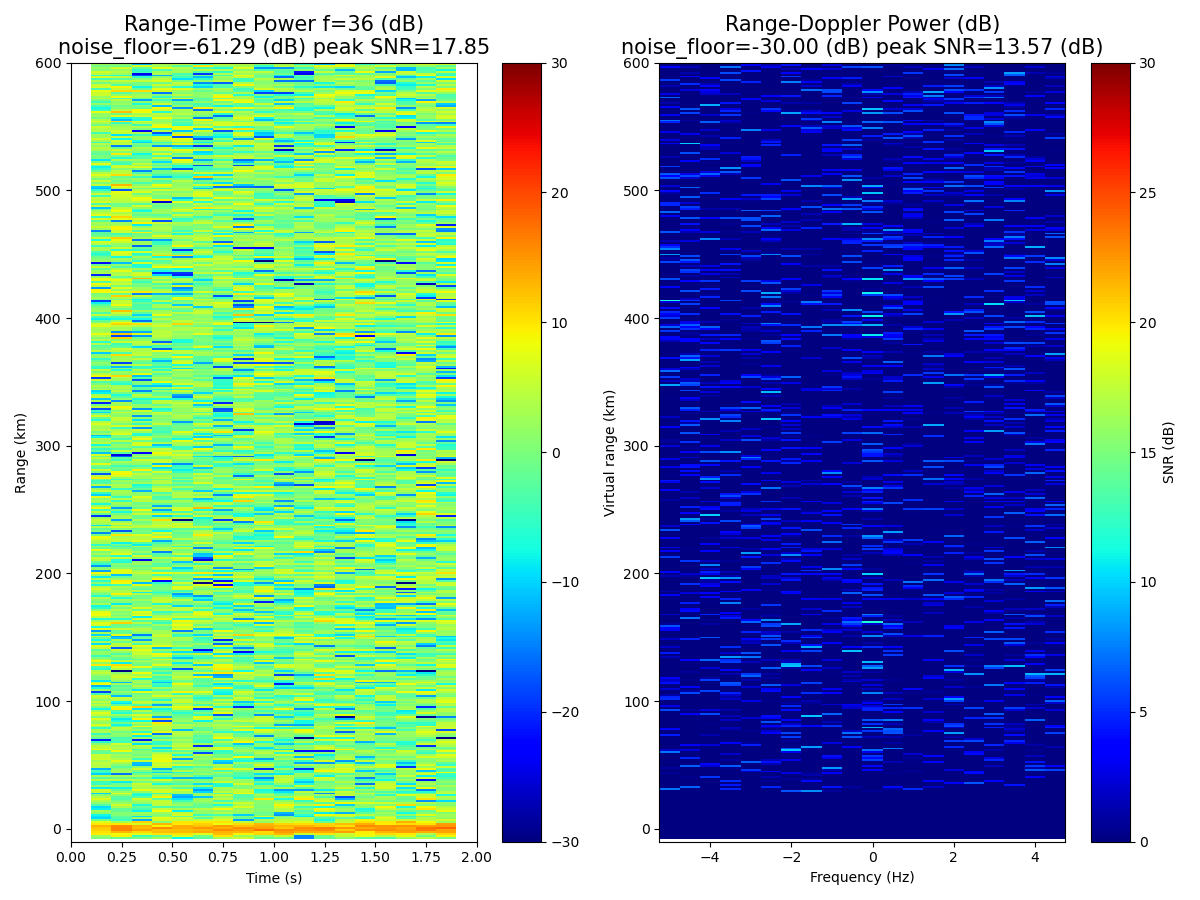 Range-Time Power f=36 (dB)
noise_floor=-61.29 (dB) peak SNR=17.85
Range (km)
600
500
400
300
200
100
0
0.00 0.25 0.50 0.75 1.00 1.25 1.50 1.75 2.00
Time (s)
30
20
10
0
−10
−20
−30
Range-Doppler Power (dB)
noise_floor=-30.00 (dB) peak SNR=13.57 (dB)
Virtual range (km)
600
500
400
300
200
100
0
−4 −2 0 2 4
Frequency (Hz)
30
25
20
15
10
5
0
SNR (dB)